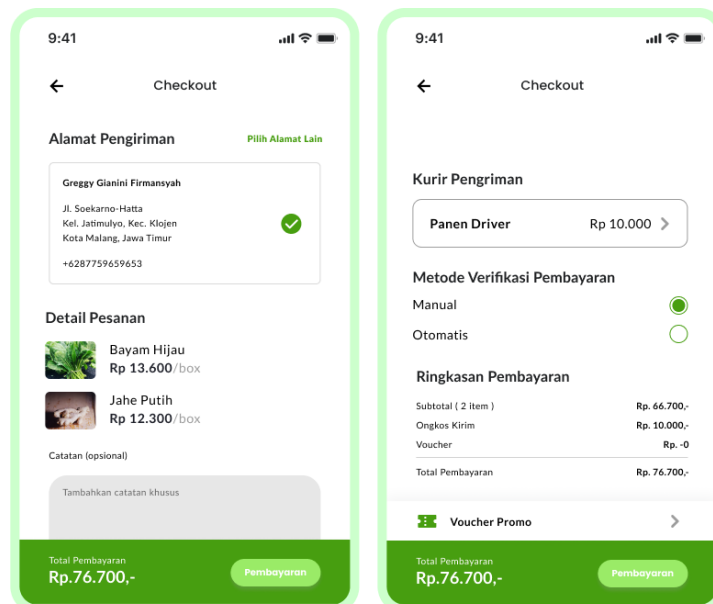 9:41
Checkout
Alamat Pengiriman
Pilih Alamat Lain
Greggy Gianini Firmansyah
Jl. Soekarno-Hatta
Kel. Jatimulyo, Kec. Klojen
Kota Malang, Jawa Timur
+6287759659653
Detail Pesanan
Bayam Hijau
Rp 13.600/box
Jahe Putih
Rp 12.300/box
Catatan (opsional)
Tambahkan catatan khusus
Total Pembayaran
Rp.76.700,-
Pembayaran
9:41
Checkout
Kurir Pengriman
Panen Driver
Rp 10.000
Metode Verifikasi Pembayaran
Manual
Otomatis
Ringkasan Pembayaran
Subtotal ( 2 item ) Rp. 66.700,-
Ongkos Kirim Rp. 10.000,-
Voucher Rp. -0
Total Pembayaran Rp. 76.700,-
Voucher Promo
Total Pembayaran
Rp.76.700,-
Pembayaran